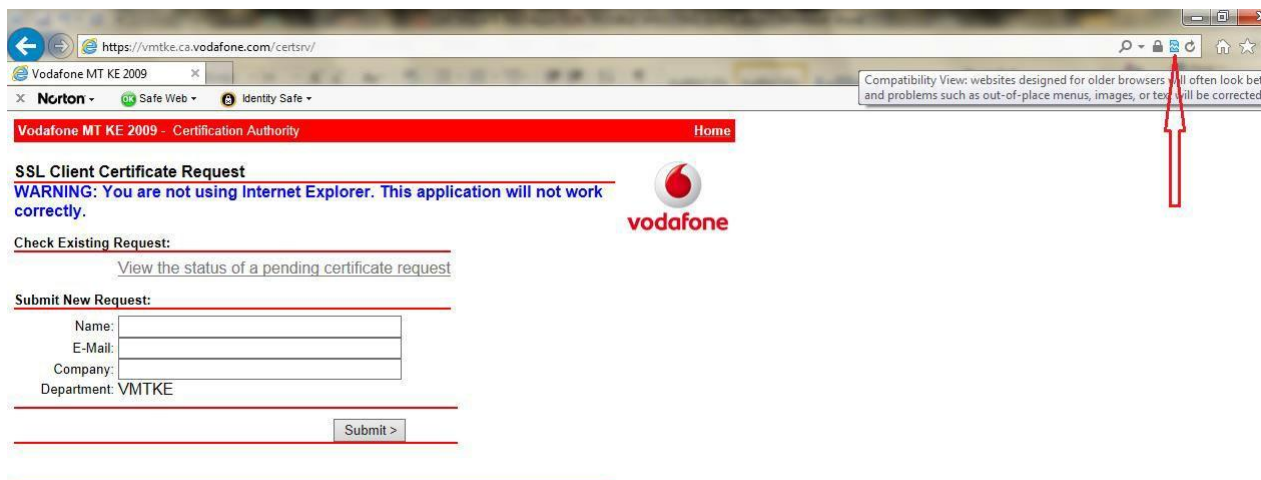 https://vmtke.ca.vodafone.com/certsrv/
Vodafone MT KE 2009
Compatibility View: websites designed for older browsers will often look bet
and problems such as out-of-place menus, images, or text will be corrected
X Norton
OK Safe Web
Identity Safe
Vodafone MT KE 2009 - Certification Authority Home
SSL Client Certificate Request
WARNING: You are not using Internet Explorer. This application will not work
correctly.
vodafone
Check Existing Request:
View the status of a pending certificate request
Submit New Request:
Name:
E-Mail:
Company:
Department: VMTKE
Submit >